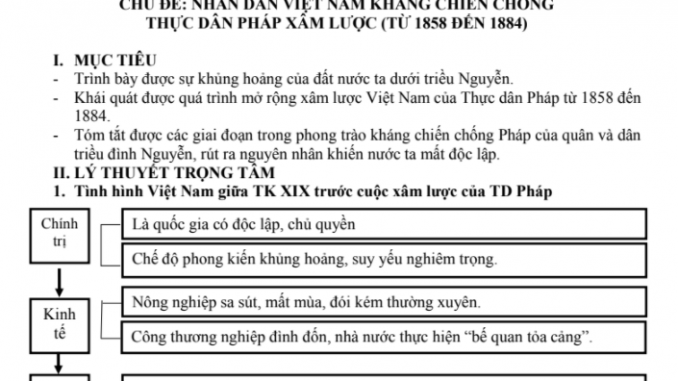 CHỦ ĐỀ: NHÂN DÂN VIỆT NAM KHÁNG CHIẾN CHỐNG
THỰC DÂN PHÁP XÂM LƯỢC (TỪ 1858 ĐẾN 1884)
I. MỤC TIÊU
- Trình bày được sự khủng hoảng của đất nước ta dưới triều Nguyễn.
- Khái quát được quá trình mở rộng xâm lược Việt Nam của Thực dân Pháp từ 1858 đến
1884.
- Tóm tắt được các giai đoạn trong phong trào kháng chiến chống Pháp của quân và dân
triều đình Nguyễn, rút ra nguyên nhân khiến nước ta mất độc lập.
II. LÝ THUYẾT TRỌNG TÂM
1. Tình hình Việt Nam giữa TK XIX trước cuộc xâm lược của TD Pháp
Chính
trị
Là quốc gia có độc lập, chủ quyền
Chế độ phong kiến khủng hoảng, suy yếu nghiêm trọng.
Kinh
tế
Nông nghiệp sa sút, mất mùa, đói kém thường xuyên.
Công thương nghiệp đình đốn, nhà nước thực hiện “bế quan tỏa cảng”.